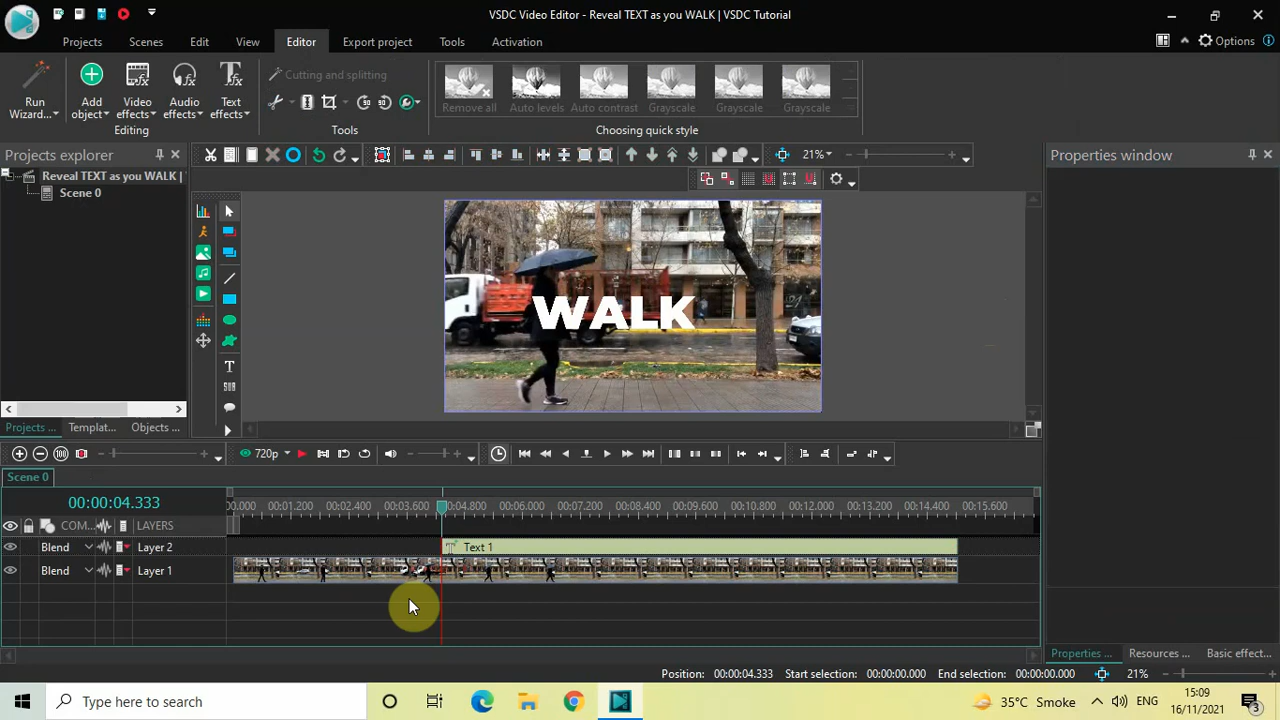 VSDC Video Editor - Reveal TEXT as you WALK | VSDC Tutorial
Projects Scenes Edit View Editor Export project Tools Activation
Options
Run Wizard...
Add object
Video effects
Audio effects
Text effects
Editing
Cutting and splitting
Tools
Remove all Auto levels Auto contrast Grayscale Grayscale Grayscale
Choosing quick style
Projects explorer
21%
Properties window
Reveal TEXT as you WALK |
Scene 0
WALK
T
SUB
Projects ... Templat... Objects ...
720p
Scene 0
00:00:04.333
0.000 00:01.200 00:02.400 00:03.600 00:04.800 00:06.000 00:07.200 00:08.400 00:09.600 00:10.800 00:12.000 00:13.200 00:14.400 00:15.600
COM... LAYERS
Blend Layer 2 T Text 1
Blend Layer 1
Properties ... Resources ... Basic effect...
Position: 00:00:04.333 Start selection: 00:00:00.000 End selection: 00:00:00.000 21%
Type here to search
35°C Smoke
ENG
15:09
16/11/2021
3